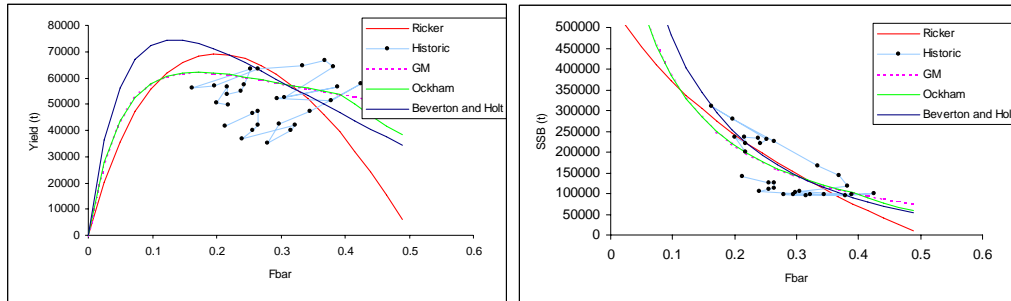 80000
70000
60000
50000
40000
30000
20000
10000
0
Yield (t)
0
0.1
0.2
0.3
0.4
0.5
0.6
Fbar
Ricker
Historic
GM
Ockham
Beverton and Holt
500000
450000
400000
350000
300000
250000
200000
150000
100000
50000
0
SSB (t)
0
0.1
0.2
0.3
0.4
0.5
0.6
Fbar
Ricker
Historic
GM
Ockham
Beverton and Hol